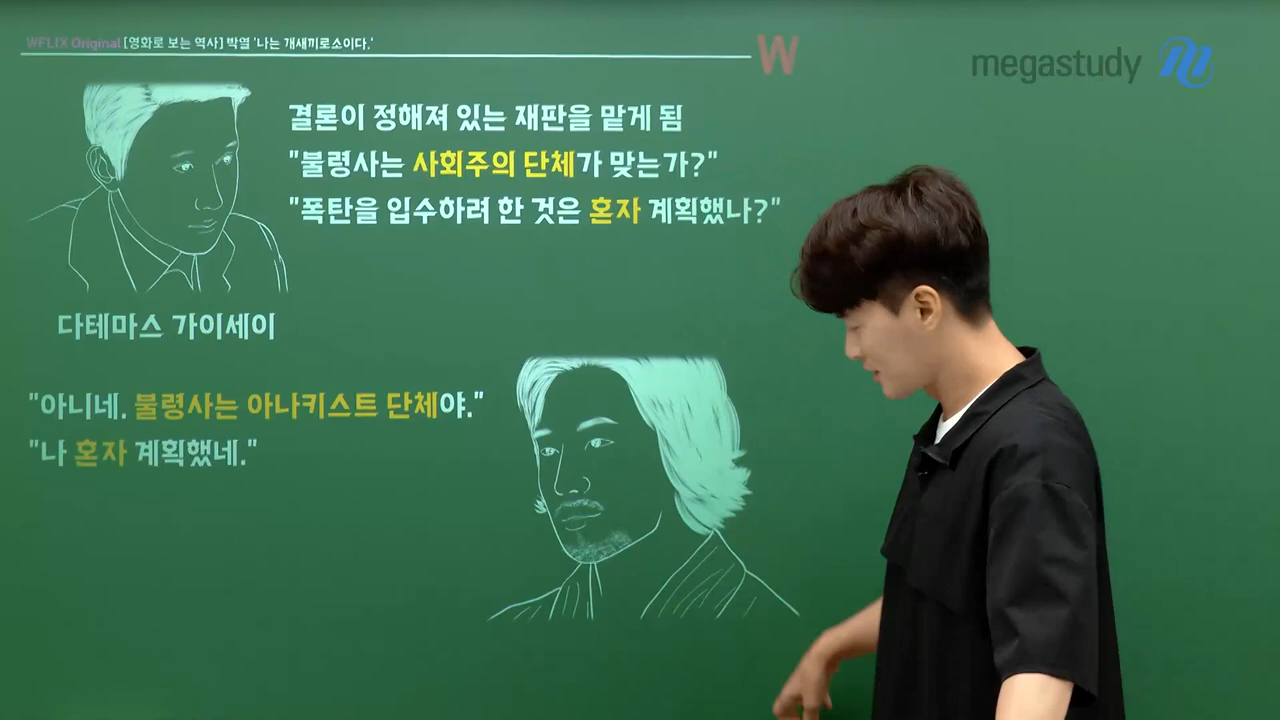 WFLIX Original [영화로 보는 역사] 박열 '나는 개새끼로소이다.'
W
megastudy
결론이 정해져 있는 재판을 맡게 됨
"불령사는 사회주의 단체가 맞는가?"
"폭탄을 입수하려 한 것은 혼자 계획했나?"
다테마스 가이세이
"아니네. 불령사는 아나키스트 단체야."
"나 혼자 계획했네."